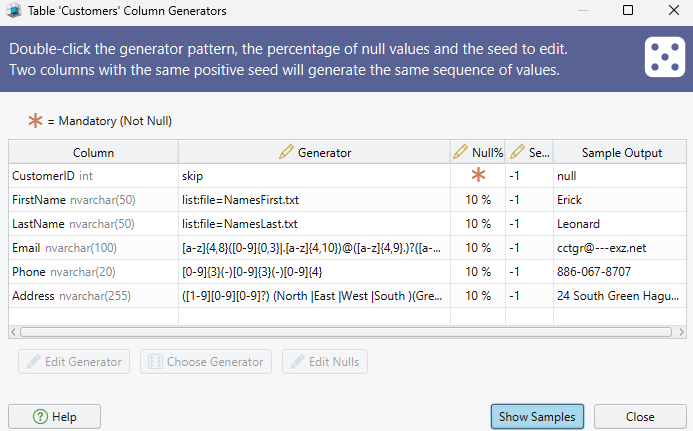 Table 'Customers' Column Generators
Double-click the generator pattern, the percentage of null values and the seed to edit.
Two columns with the same positive seed will generate the same sequence of values.
= Mandatory (Not Null)
Column Generator Null% Se... Sample Output
CustomerID int skip -1 null
FirstName nvarchar(50) list:file=NamesFirst.txt 10 % -1 Erick
LastName nvarchar(50) list:file=NamesLast.txt 10 % -1 Leonard
Email nvarchar(100) [a-z]{4,8}([0-9]{0,3}|.[a-z]{4,10})@([a-z]{4,9}.)?([a-... 10 % -1 cctgr@---exz.net
Phone nvarchar(20) [0-9]{3}(-)[0-9]{3}(-)[0-9]{4} 10 % -1 886-067-8707
Address nvarchar(255) ([1-9][0-9][0-9]?) (North |East |West |South )(Gre... 10 % -1 24 South Green Hagu...
Edit Generator Choose Generator Edit Nulls
Help Show Samples Close